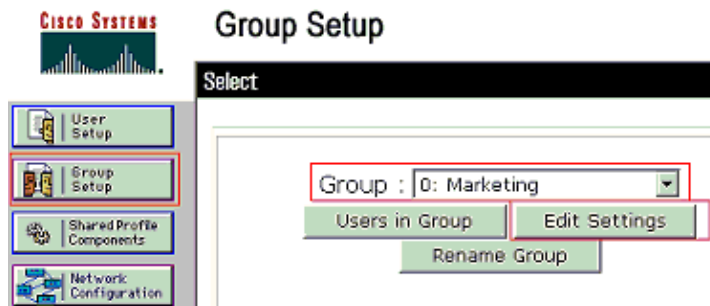 CISCO SYSTEMS
Group Setup
Select
User
Setup
Group
Setup
Shared Profile
Components
Network
Configuration
Group : 0: Marketing
Users in Group
Edit Settings
Rename Group